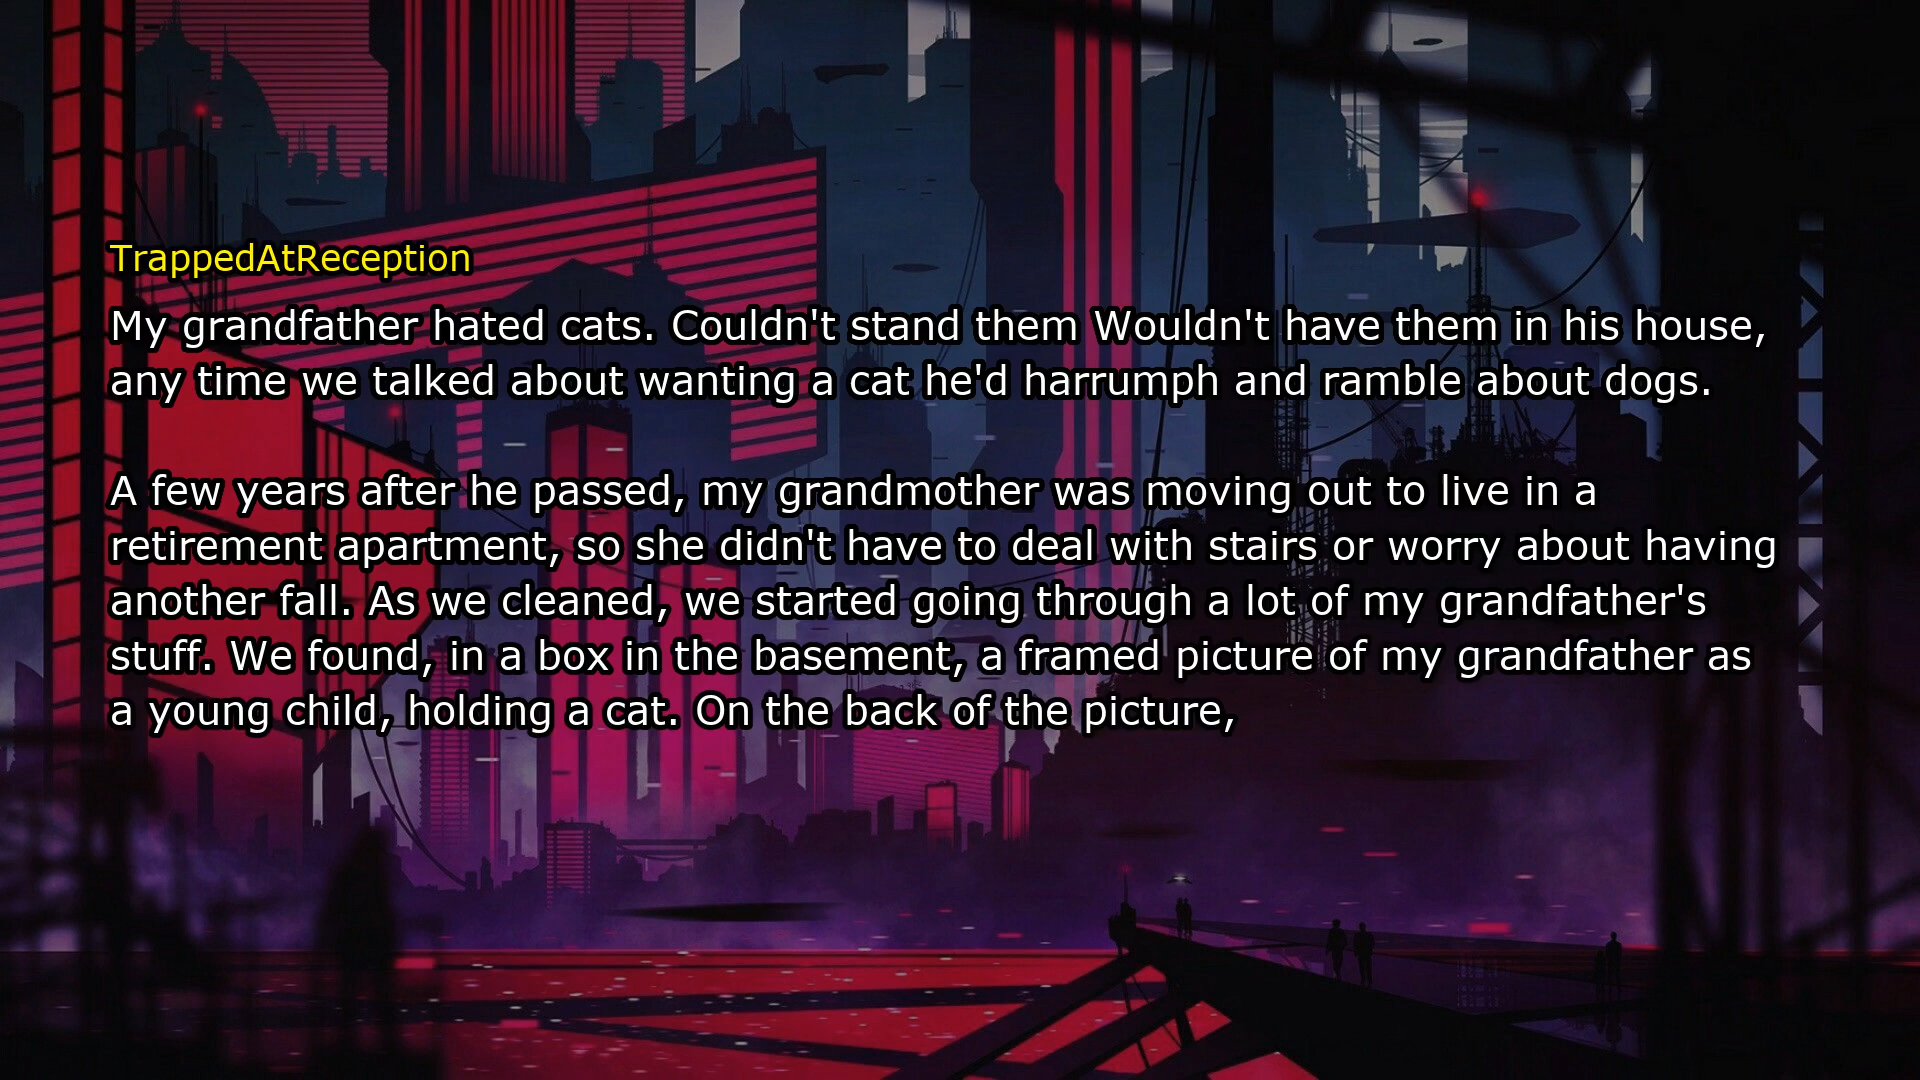 TrappedAtReception
My grandfather hated cats. Couldn't stand them Wouldn't have them in his house,
any time we talked about wanting a cat he'd harrumph and ramble about dogs.
A few years after he passed, my grandmother was moving out to live in a
retirement apartment, so she didn't have to deal with stairs or worry about having
another fall. As we cleaned, we started going through a lot of my grandfather's
stuff. We found, in a box in the basement, a framed picture of my grandfather as
a young child, holding a cat. On the back of the picture,